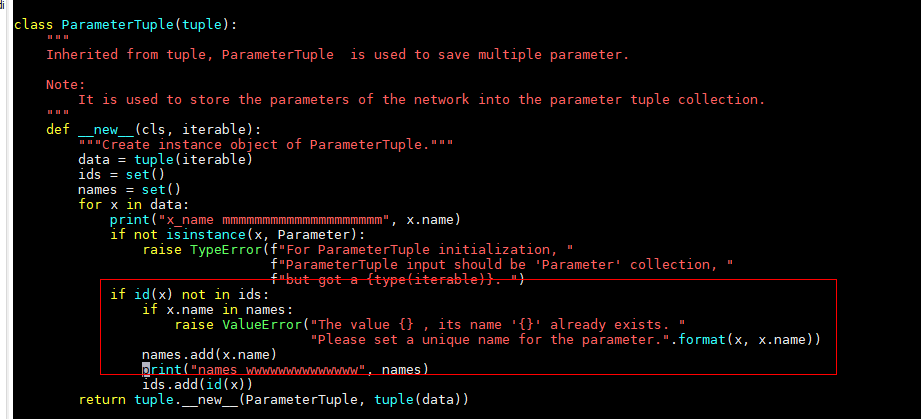 di
class ParameterTuple(tuple):
    """
    Inherited from tuple, ParameterTuple  is used to save multiple parameter.

    Note:
        It is used to store the parameters of the network into the parameter tuple collection.
    """
    def __new__(cls, iterable):
        """Create instance object of ParameterTuple."""
        data = tuple(iterable)
        ids = set()
        names = set()
        for x in data:
            print("x_name mmmmmmmmmmmmmmmmmmmm", x.name)
            if not isinstance(x, Parameter):
                raise TypeError(f"For ParameterTuple initialization, "
                                f"ParameterTuple input should be 'Parameter' collection, "
                                f"but got a {type(iterable)}. ")
            if id(x) not in ids:
                if x.name in names:
                    raise ValueError("The value {} , its name '{}' already exists. "
                                     "Please set a unique name for the parameter.".format(x, x.name))
                names.add(x.name)
                print("names wwwwwwwwwwwwww", names)
                ids.add(id(x))
        return tuple.__new__(ParameterTuple, tuple(data))